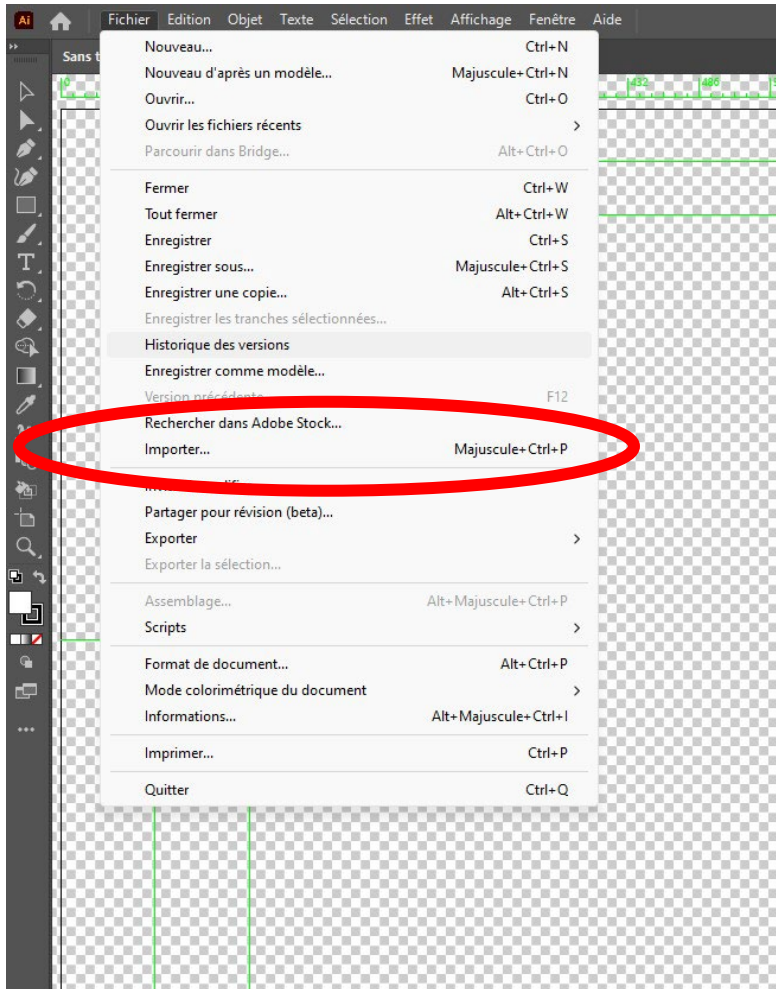 Ai Fichier Edition Objet Texte Sélection Effet Affichage Fenêtre Aide
Sans t
Nouveau... Ctrl+N
Nouveau d'après un modèle... Majuscule+Ctrl+N
0 432 486
Ouvrir... Ctrl+O
Ouvrir les fichiers récents
Parcourir dans Bridge... Alt+Ctrl+O
Fermer Ctrl+W
Tout fermer Alt+Ctrl+W
Enregistrer Ctrl+S
Enregistrer sous... Majuscule+Ctrl+S
Enregistrer une copie... Alt+Ctrl+S
Enregistrer les tranches sélectionnées...
Historique des versions
Enregistrer comme modèle...
Version précédente F12
Rechercher dans Adobe Stock...
Importer... Majuscule+Ctrl+P
Partager pour révision (beta)...
Exporter
Exporter la sélection...
Assemblage... Alt+Majuscule+Ctrl+P
Scripts
Format de document... Alt+Ctrl+P
Mode colorimétrique du document
Informations... Alt+Majuscule+Ctrl+I
Imprimer... Ctrl+P
Quitter Ctrl+Q